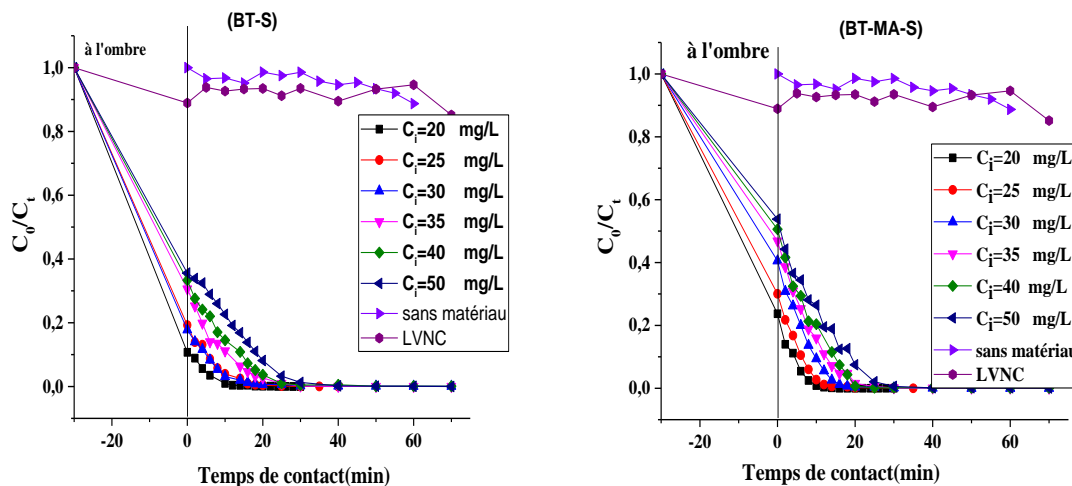 (BT-S)
à l'ombre
1,0
0,8
0,6
0,4
0,2
0,0
C0/Ct
-20 0 20 40 60
Temps de contact(min)
Ci=20 mg/L
Ci=25 mg/L
Ci=30 mg/L
Ci=35 mg/L
Ci=40 mg/L
Ci=50 mg/L
sans matériau
LVNC
(BT-MA-S)
à l'ombre
1,0
0,8
0,6
0,4
0,2
0,0
C0/Ct
-20 0 20 40 60
Temps de contact(min)
Ci=20 mg/L
Ci=25 mg/L
Ci=30 mg/L
Ci=35 mg/L
Ci=40 mg/L
Ci=50 mg/L
sans matériau
LVNC